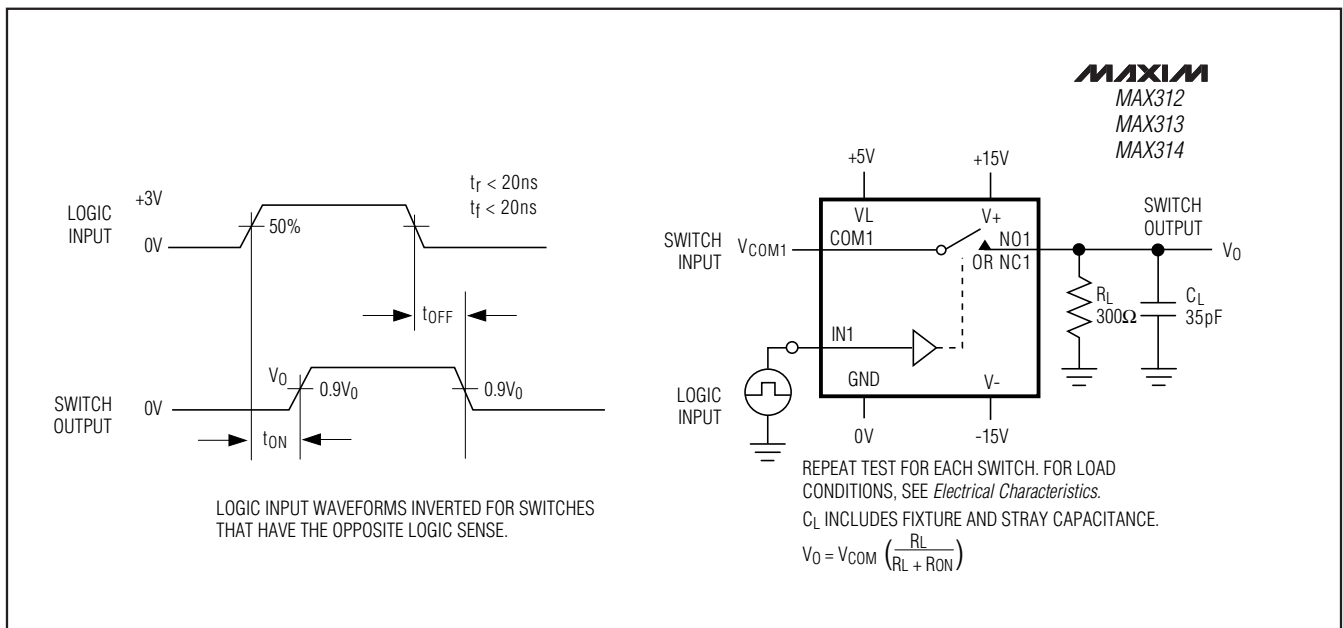 MAXIM
MAX312
MAX313
MAX314
LOGIC
INPUT
+3V
0V
50%
tr < 20ns
tf < 20ns
tOFF
SWITCH
OUTPUT
0V
VO
0.9V0
0.9V0
tON
LOGIC INPUT WAVEFORMS INVERTED FOR SWITCHES
THAT HAVE THE OPPOSITE LOGIC SENSE.
+5V
+15V
VL
V+
SWITCH
INPUT
VCOM1
COM1
NO1
OR NC1
SWITCH
OUTPUT
VO
RL
300Ω
CL
35pF
IN1
LOGIC
INPUT
GND
V-
0V
-15V
REPEAT TEST FOR EACH SWITCH. FOR LOAD
CONDITIONS, SEE Electrical Characteristics.
CL INCLUDES FIXTURE AND STRAY CAPACITANCE.
VO = VCOM (RL / RL + RON)